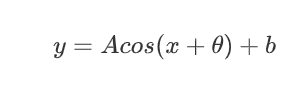 y = Acos(x + θ) + b